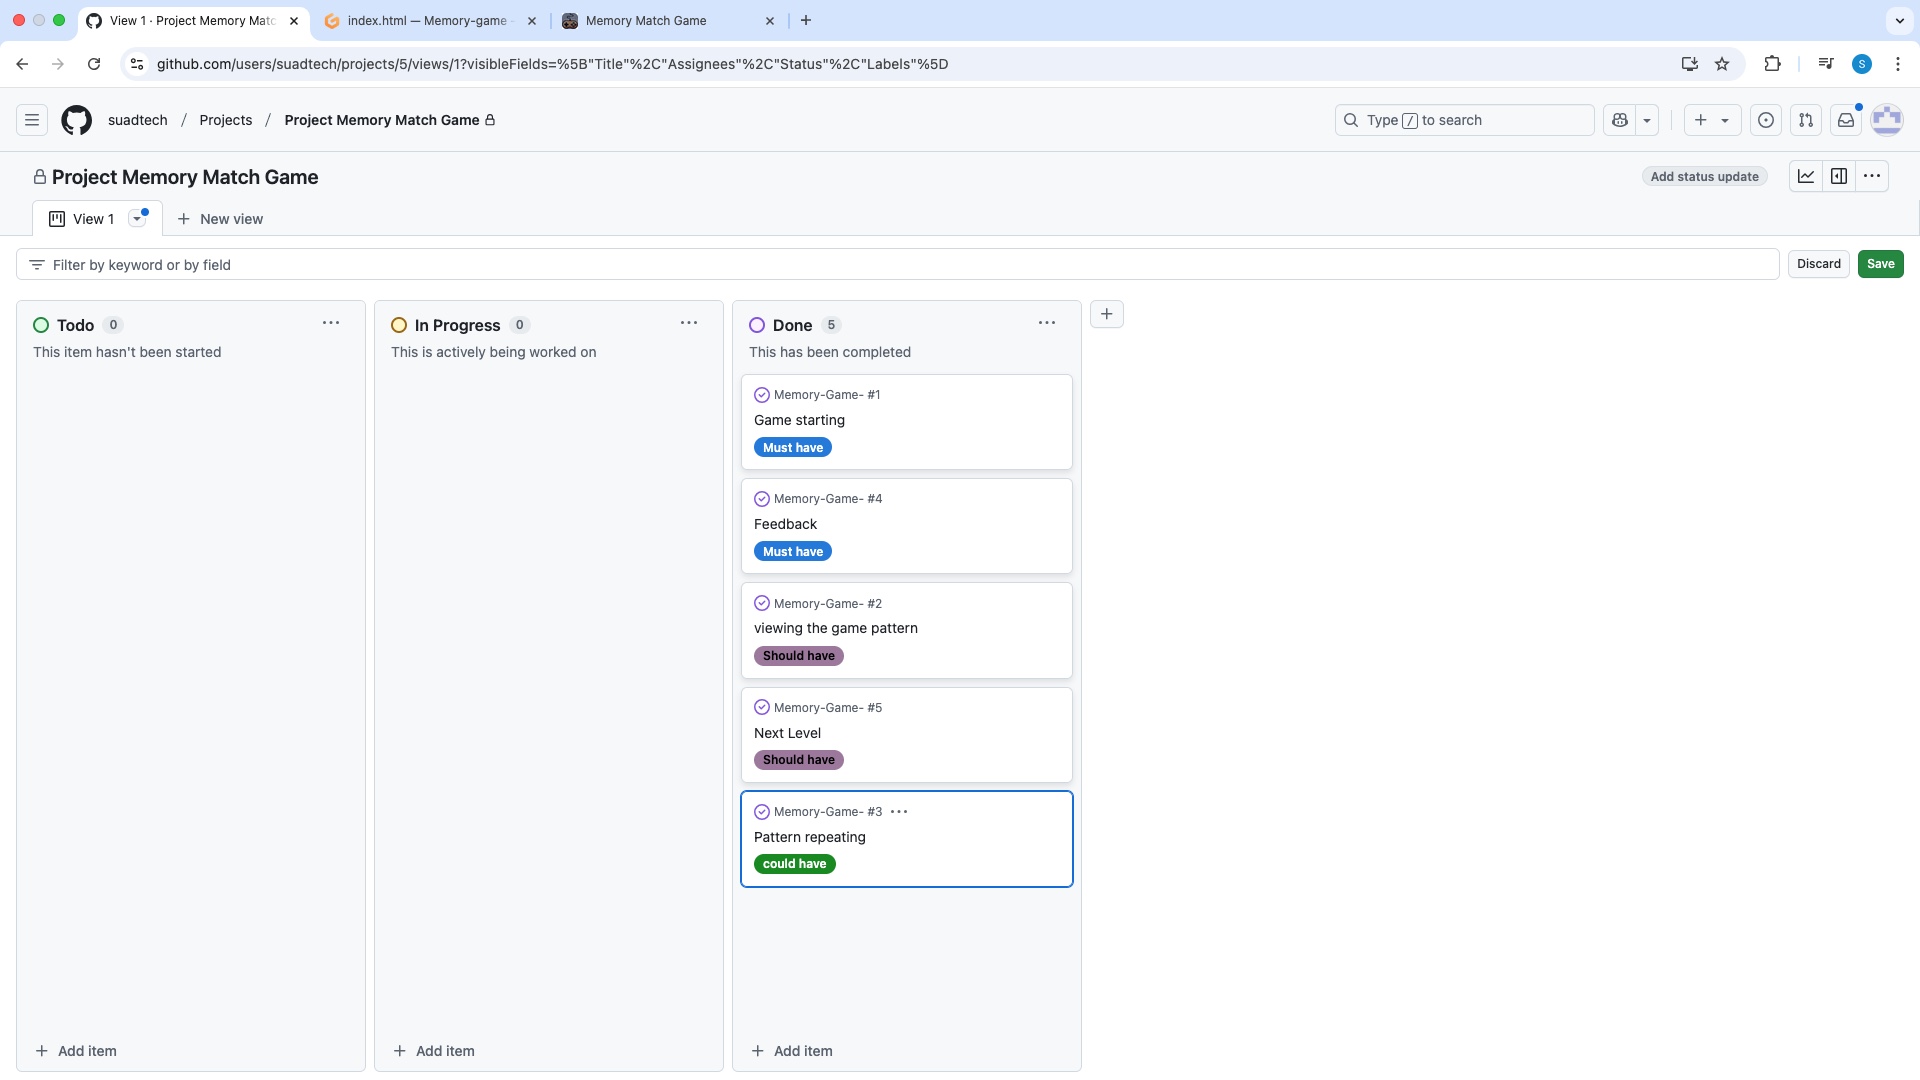 View 1 · Project Memory Matc
index.html — Memory-game
Memory Match Game
github.com/users/suadtech/projects/5/views/1?visibleFields=%5B"Title"%2C"Assignees"%2C"Status"%2C"Labels"%5D
S
suadtech / Projects / Project Memory Match Game
Type / to search
Project Memory Match Game
Add status update
View 1
New view
Filter by keyword or by field
Discard
Save
Todo 0
This item hasn't been started
Add item
In Progress 0
This is actively being worked on
Add item
Done 5
This has been completed
Memory-Game- #1
Game starting
Must have
Memory-Game- #4
Feedback
Must have
Memory-Game- #2
viewing the game pattern
Should have
Memory-Game- #5
Next Level
Should have
Memory-Game- #3
Pattern repeating
could have
Add item